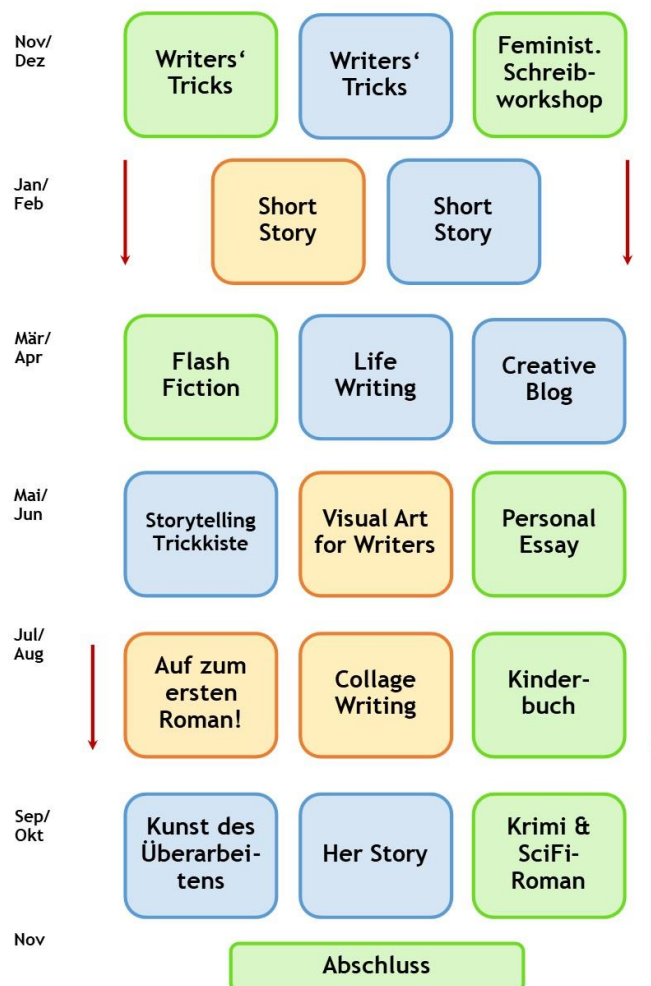 Nov/
Dez
Writers‘
Tricks
Writers‘
Tricks
Feminist.
Schreib-
workshop
Jan/
Feb
Short
Story
Short
Story
Mär/
Apr
Flash
Fiction
Life
Writing
Creative
Blog
Mai/
Jun
Storytelling
Trickkiste
Visual Art
for Writers
Personal
Essay
Jul/
Aug
Auf zum
ersten
Roman!
Collage
Writing
Kinder-
buch
Sep/
Okt
Kunst des
Überarbei-
tens
Her Story
Krimi &
SciFi-
Roman
Nov
Abschluss